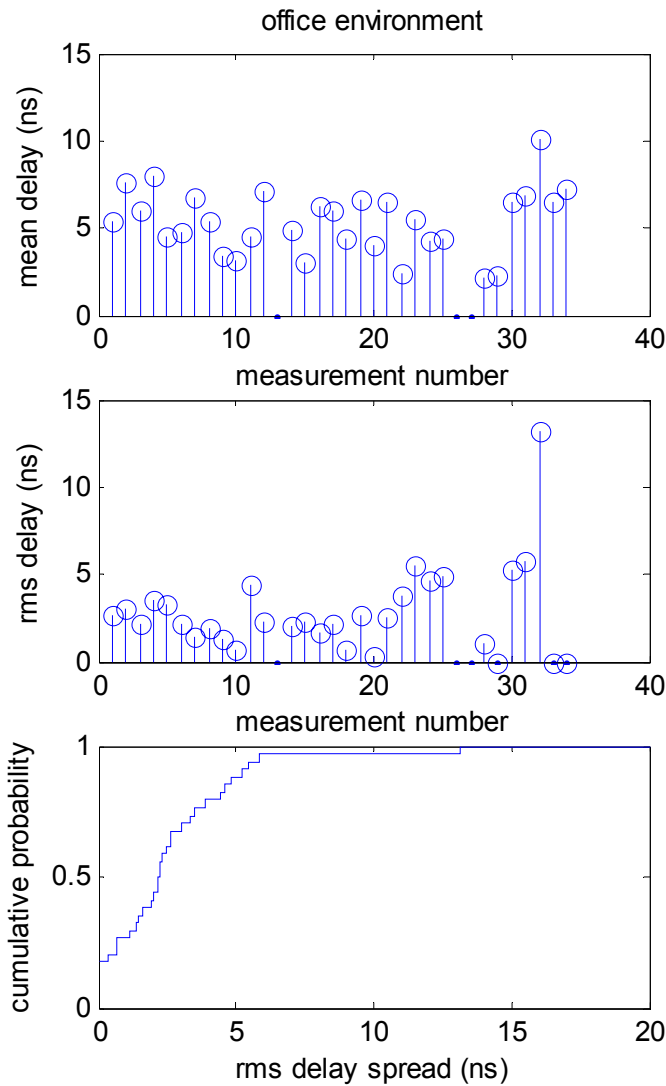 office environment
15
10
5
0
mean delay (ns)
0 10 20 30 40
measurement number
15
10
5
0
rms delay (ns)
0 10 20 30 40
measurement number
1
0.5
0
cumulative probability
0 5 10 15 20
rms delay spread (ns)